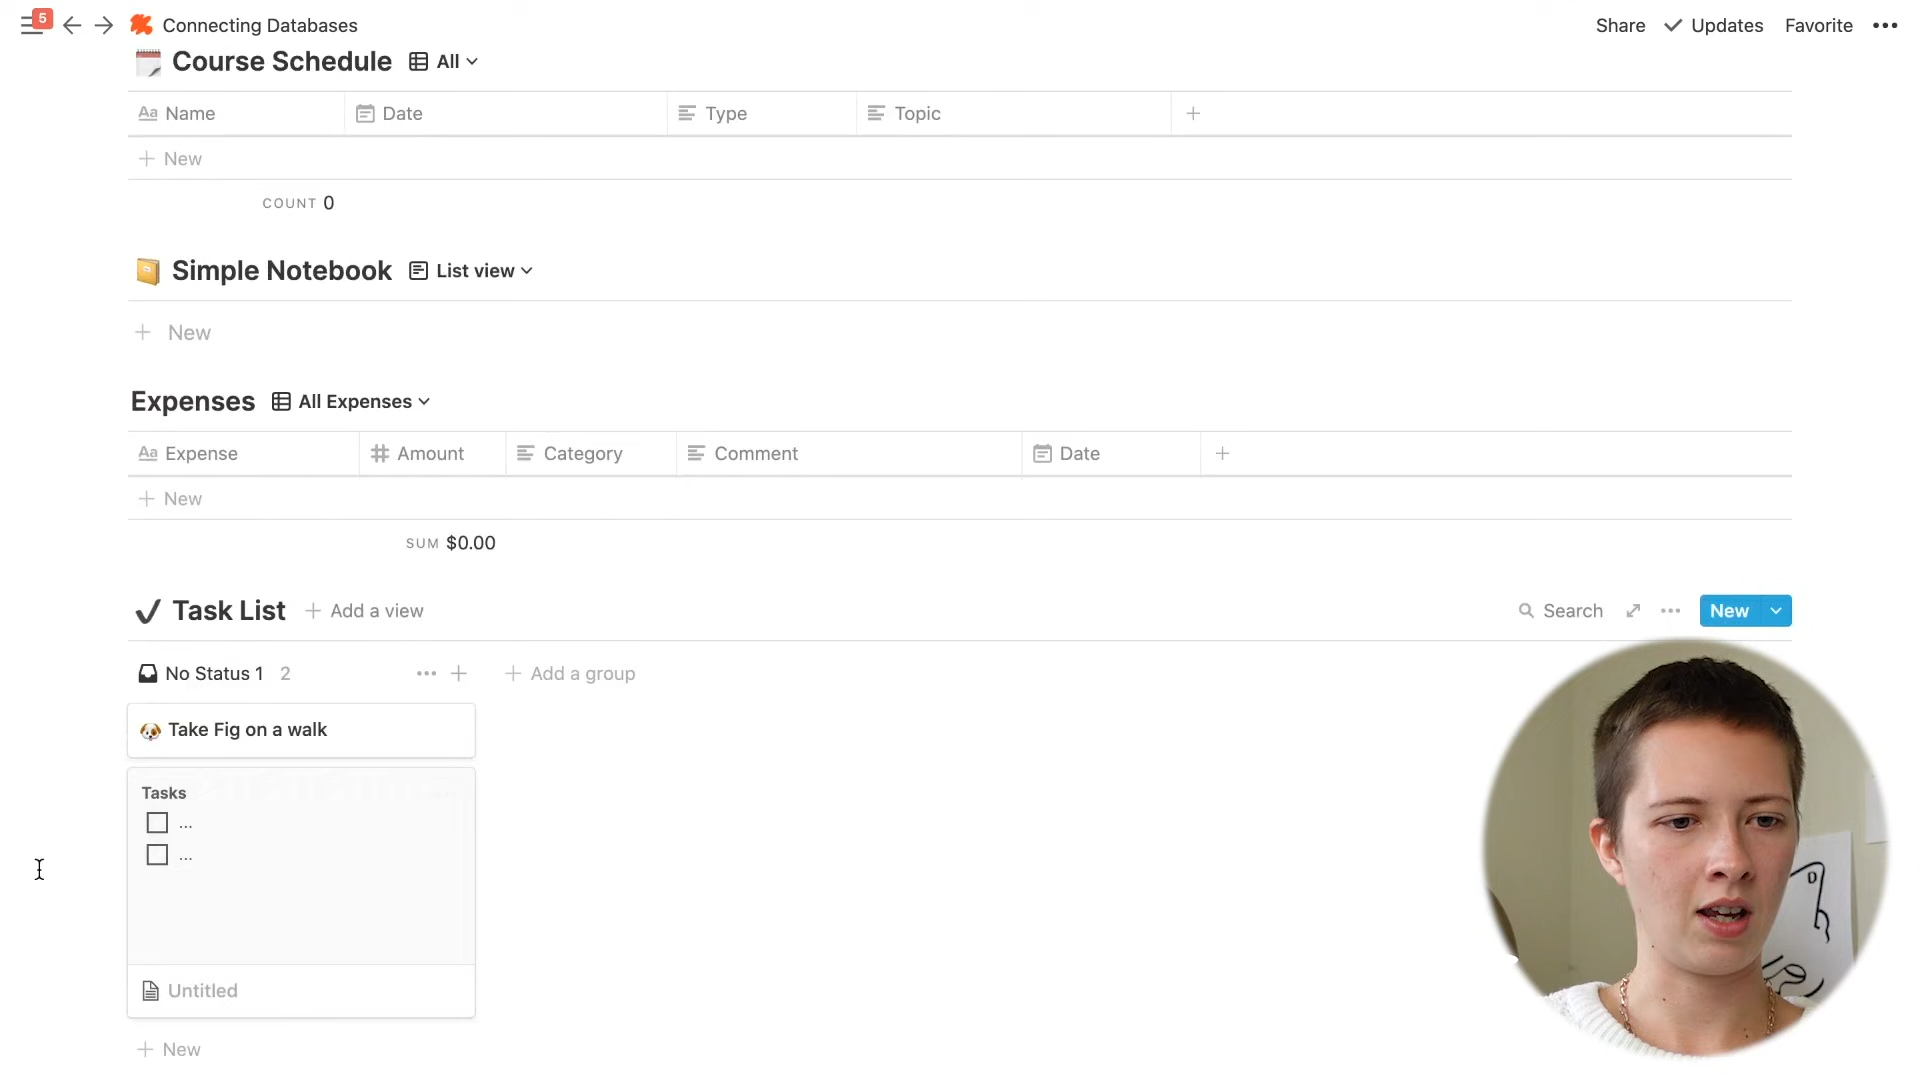 5 Connecting Databases Share Updates Favorite
Course Schedule All
Aa Name Date Type Topic
New
COUNT 0
Simple Notebook List view
New
Expenses All Expenses
Aa Expense Amount Category Comment Date
New
SUM $0.00
Task List Add a view Search New
No Status 1 2 Add a group
Take Fig on a walk
Tasks
...
...
Untitled
New